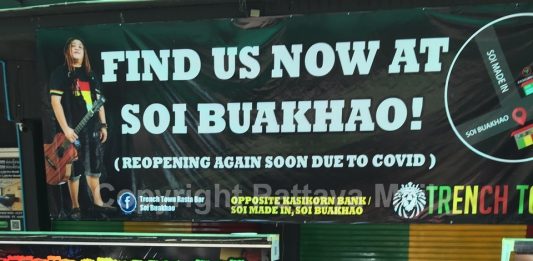 FIND US NOW AT
SOI BUAKHAO!
( REOPENING AGAIN SOON DUE TO COVID )
Trench Town Rasta Bar
Soi Buakhao
OPPOSITE KASIKORN BANK /
SOI MADE IN, SOI BUAKHAO
TRENCH TO
SOI MADE IN
SOI BUAKHAO
Copyright Pattaya M